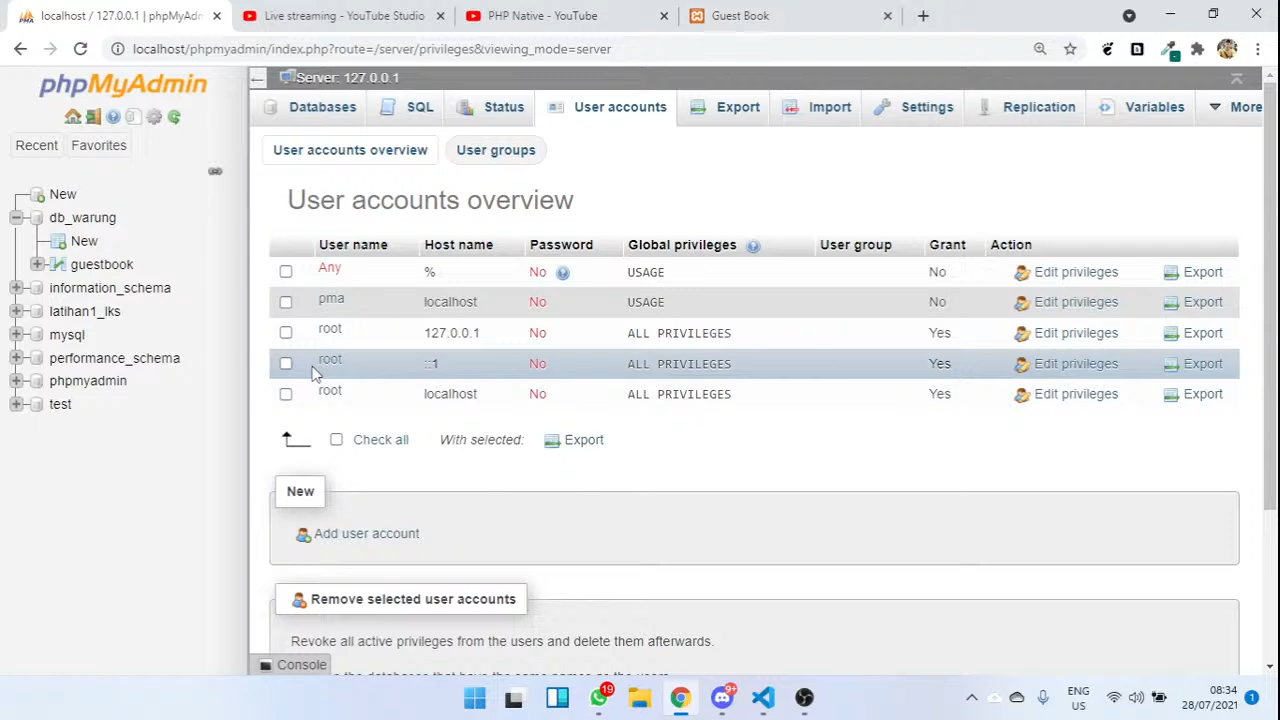 localhost / 127.0.0.1 | phpMyAdm
Live streaming - YouTube Studio
PHP Native - YouTube
Guest Book
localhost/phpmyadmin/index.php?route=/server/privileges&viewing_mode=server
phpMyAdmin
Recent
Favorites
New
db_warung
New
guestbook
information_schema
latihan1_lks
mysql
performance_schema
phpmyadmin
test
Server: 127.0.0.1
Databases SQL Status User accounts Export Import Settings Replication Variables More
User accounts overview User groups
User accounts overview
User name Host name Password Global privileges User group Grant Action
Any % No USAGE No Edit privileges Export
pma localhost No USAGE No Edit privileges Export
root 127.0.0.1 No ALL PRIVILEGES Yes Edit privileges Export
root ::1 No ALL PRIVILEGES Yes Edit privileges Export
root localhost No ALL PRIVILEGES Yes Edit privileges Export
Check all With selected: Export
New
Add user account
Remove selected user accounts
Revoke all active privileges from the users and delete them afterwards.
Console
19
9+
ENG
US
08:34
28/07/2021
1